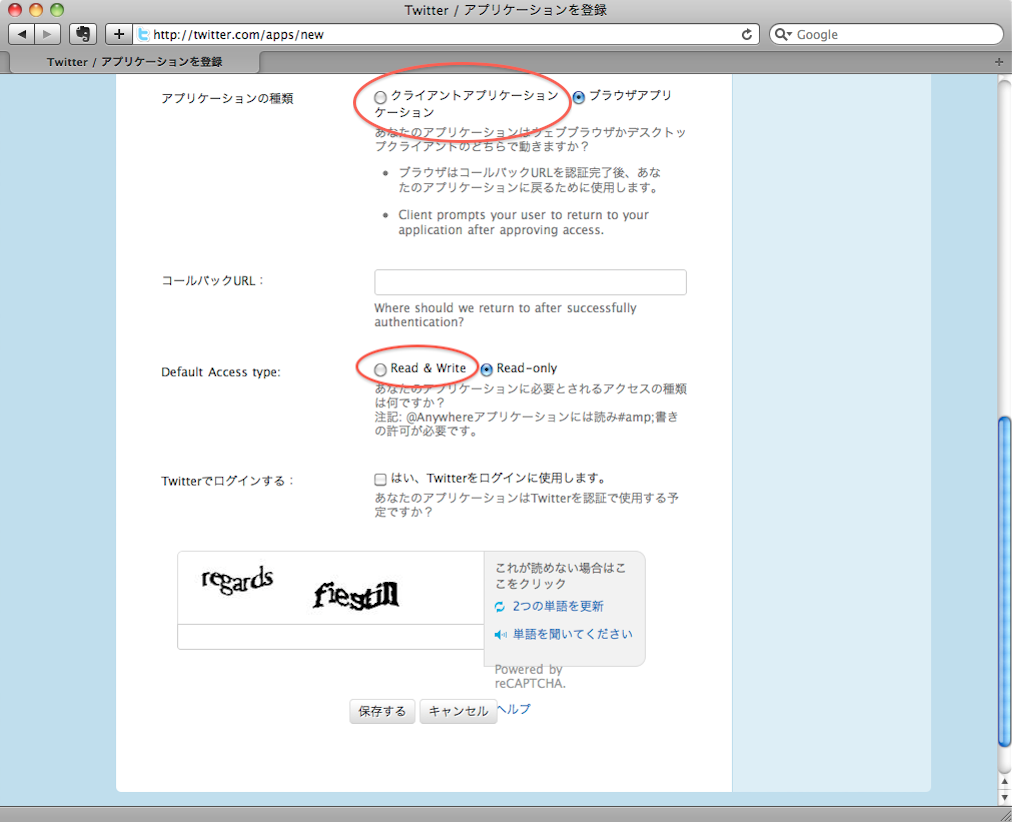 Twitter / アプリケーションを登録
http://twitter.com/apps/new
Google
Twitter / アプリケーションを登録
アプリケーションの種類
クライアントアプリケーション ブラウザアプリ
ケーション
あなたのアプリケーションはウェブブラウザかデスクトッ
プクライアントのどちらで動きますか？
ブラウザはコールバックURLを認証完了後、あな
たのアプリケーションに戻るために使用します。
Client prompts your user to return to your
application after approving access.
コールバックURL：
Where should we return to after successfully
authentication?
Default Access type:
Read & Write Read-only
あなたのアプリケーションに必要とされるアクセスの種類
は何ですか？
注記: @Anywhereアプリケーションには読み#amp;書き
の許可が必要です。
Twitterでログインする：
はい、Twitterをログインに使用します。
あなたのアプリケーションはTwitterを認証で使用する予
定ですか？
regards fiestill
これが読めない場合はこ
こをクリック
2つの単語を更新
単語を聞いてください
Powered by
reCAPTCHA.
ヘルプ
保存する キャンセル